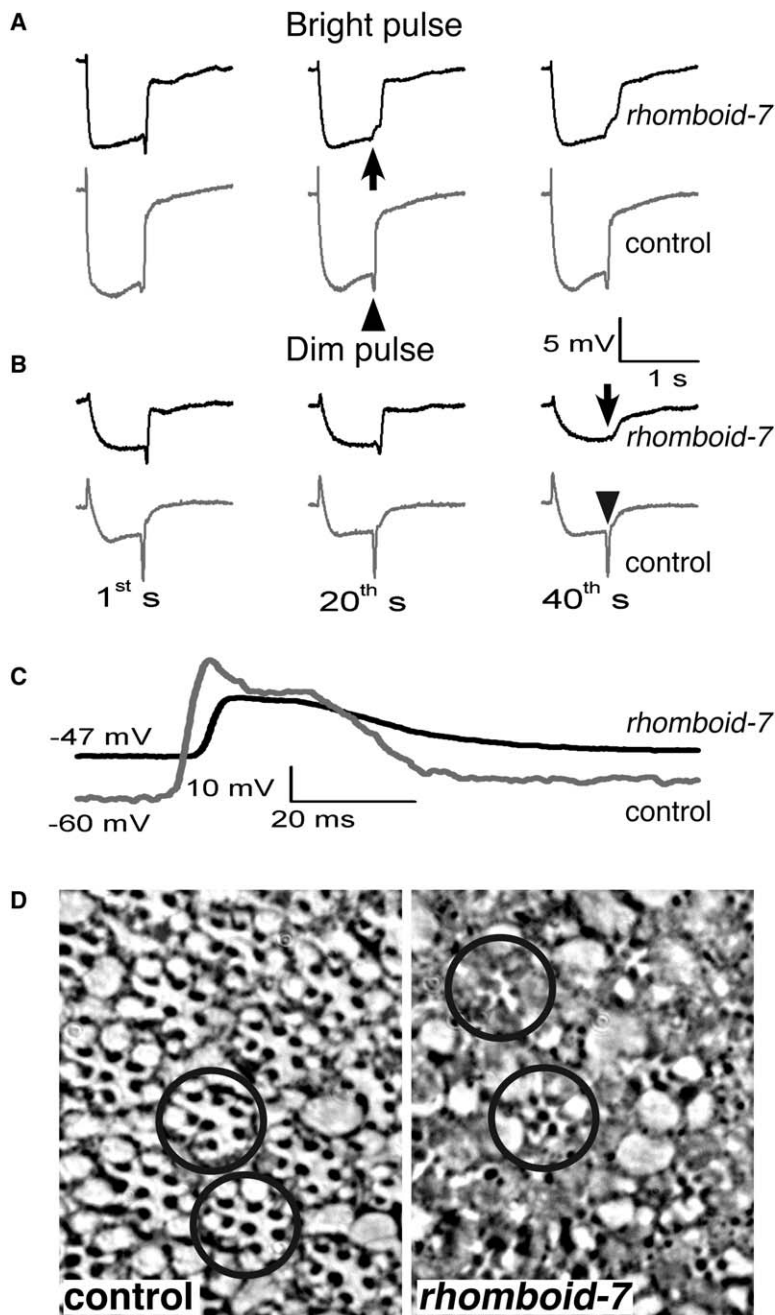 A
Bright pulse
rhomboid-7
control
Dim pulse
5 mV
1 s
B
rhomboid-7
control
1st s
20th s
40th s
C
-47 mV
rhomboid-7
10 mV
20 ms
control
-60 mV
D
control
rhomboid-7